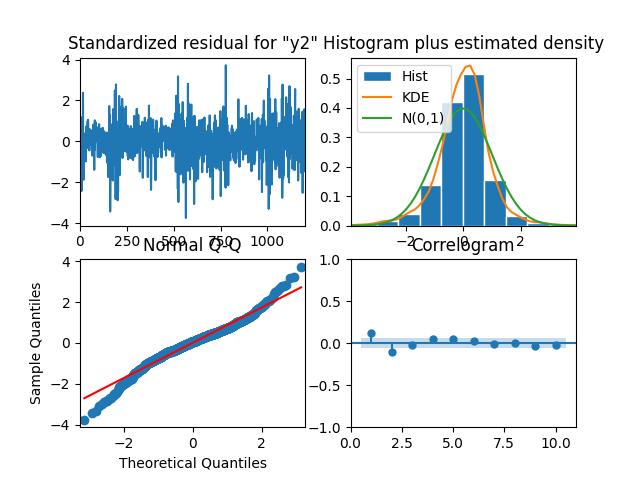 Standardized residual for "y2" Histogram plus estimated density
4
2
0
−2
−4
0 250 500 750 1000
0.5
0.4
0.3
0.2
0.1
0.0
−2 0 2
Hist
KDE
N(0,1)
Normal Q-Q
Correlogram
Sample Quantiles
4
2
0
−2
−4
−2 0 2
Theoretical Quantiles
1.0
0.5
0.0
−0.5
−1.0
0.0 2.5 5.0 7.5 10.0